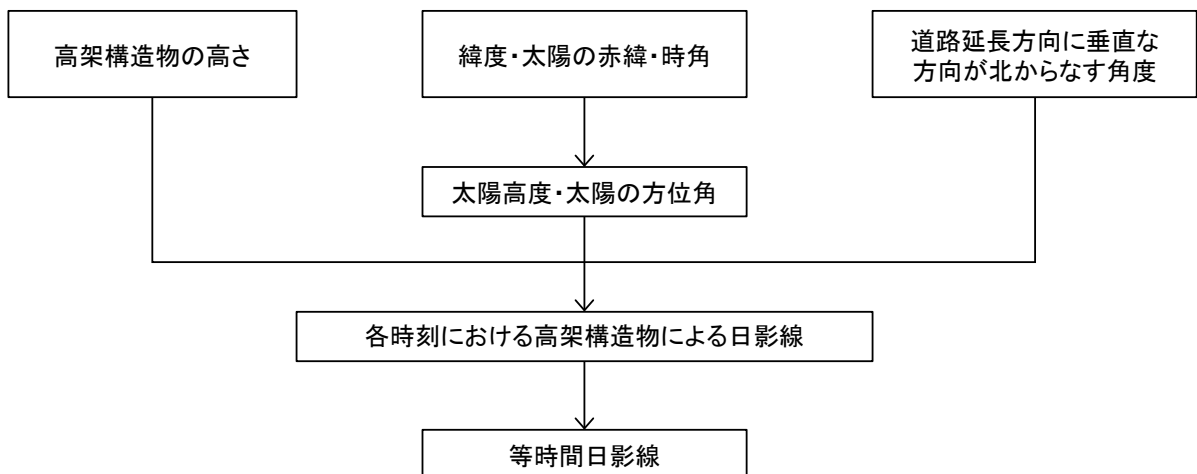 高架構造物の高さ
緯度・太陽の赤緯・時角
道路延長方向に垂直な
方向が北からなす角度
太陽高度・太陽の方位角
各時刻における高架構造物による日影線
等時間日影線